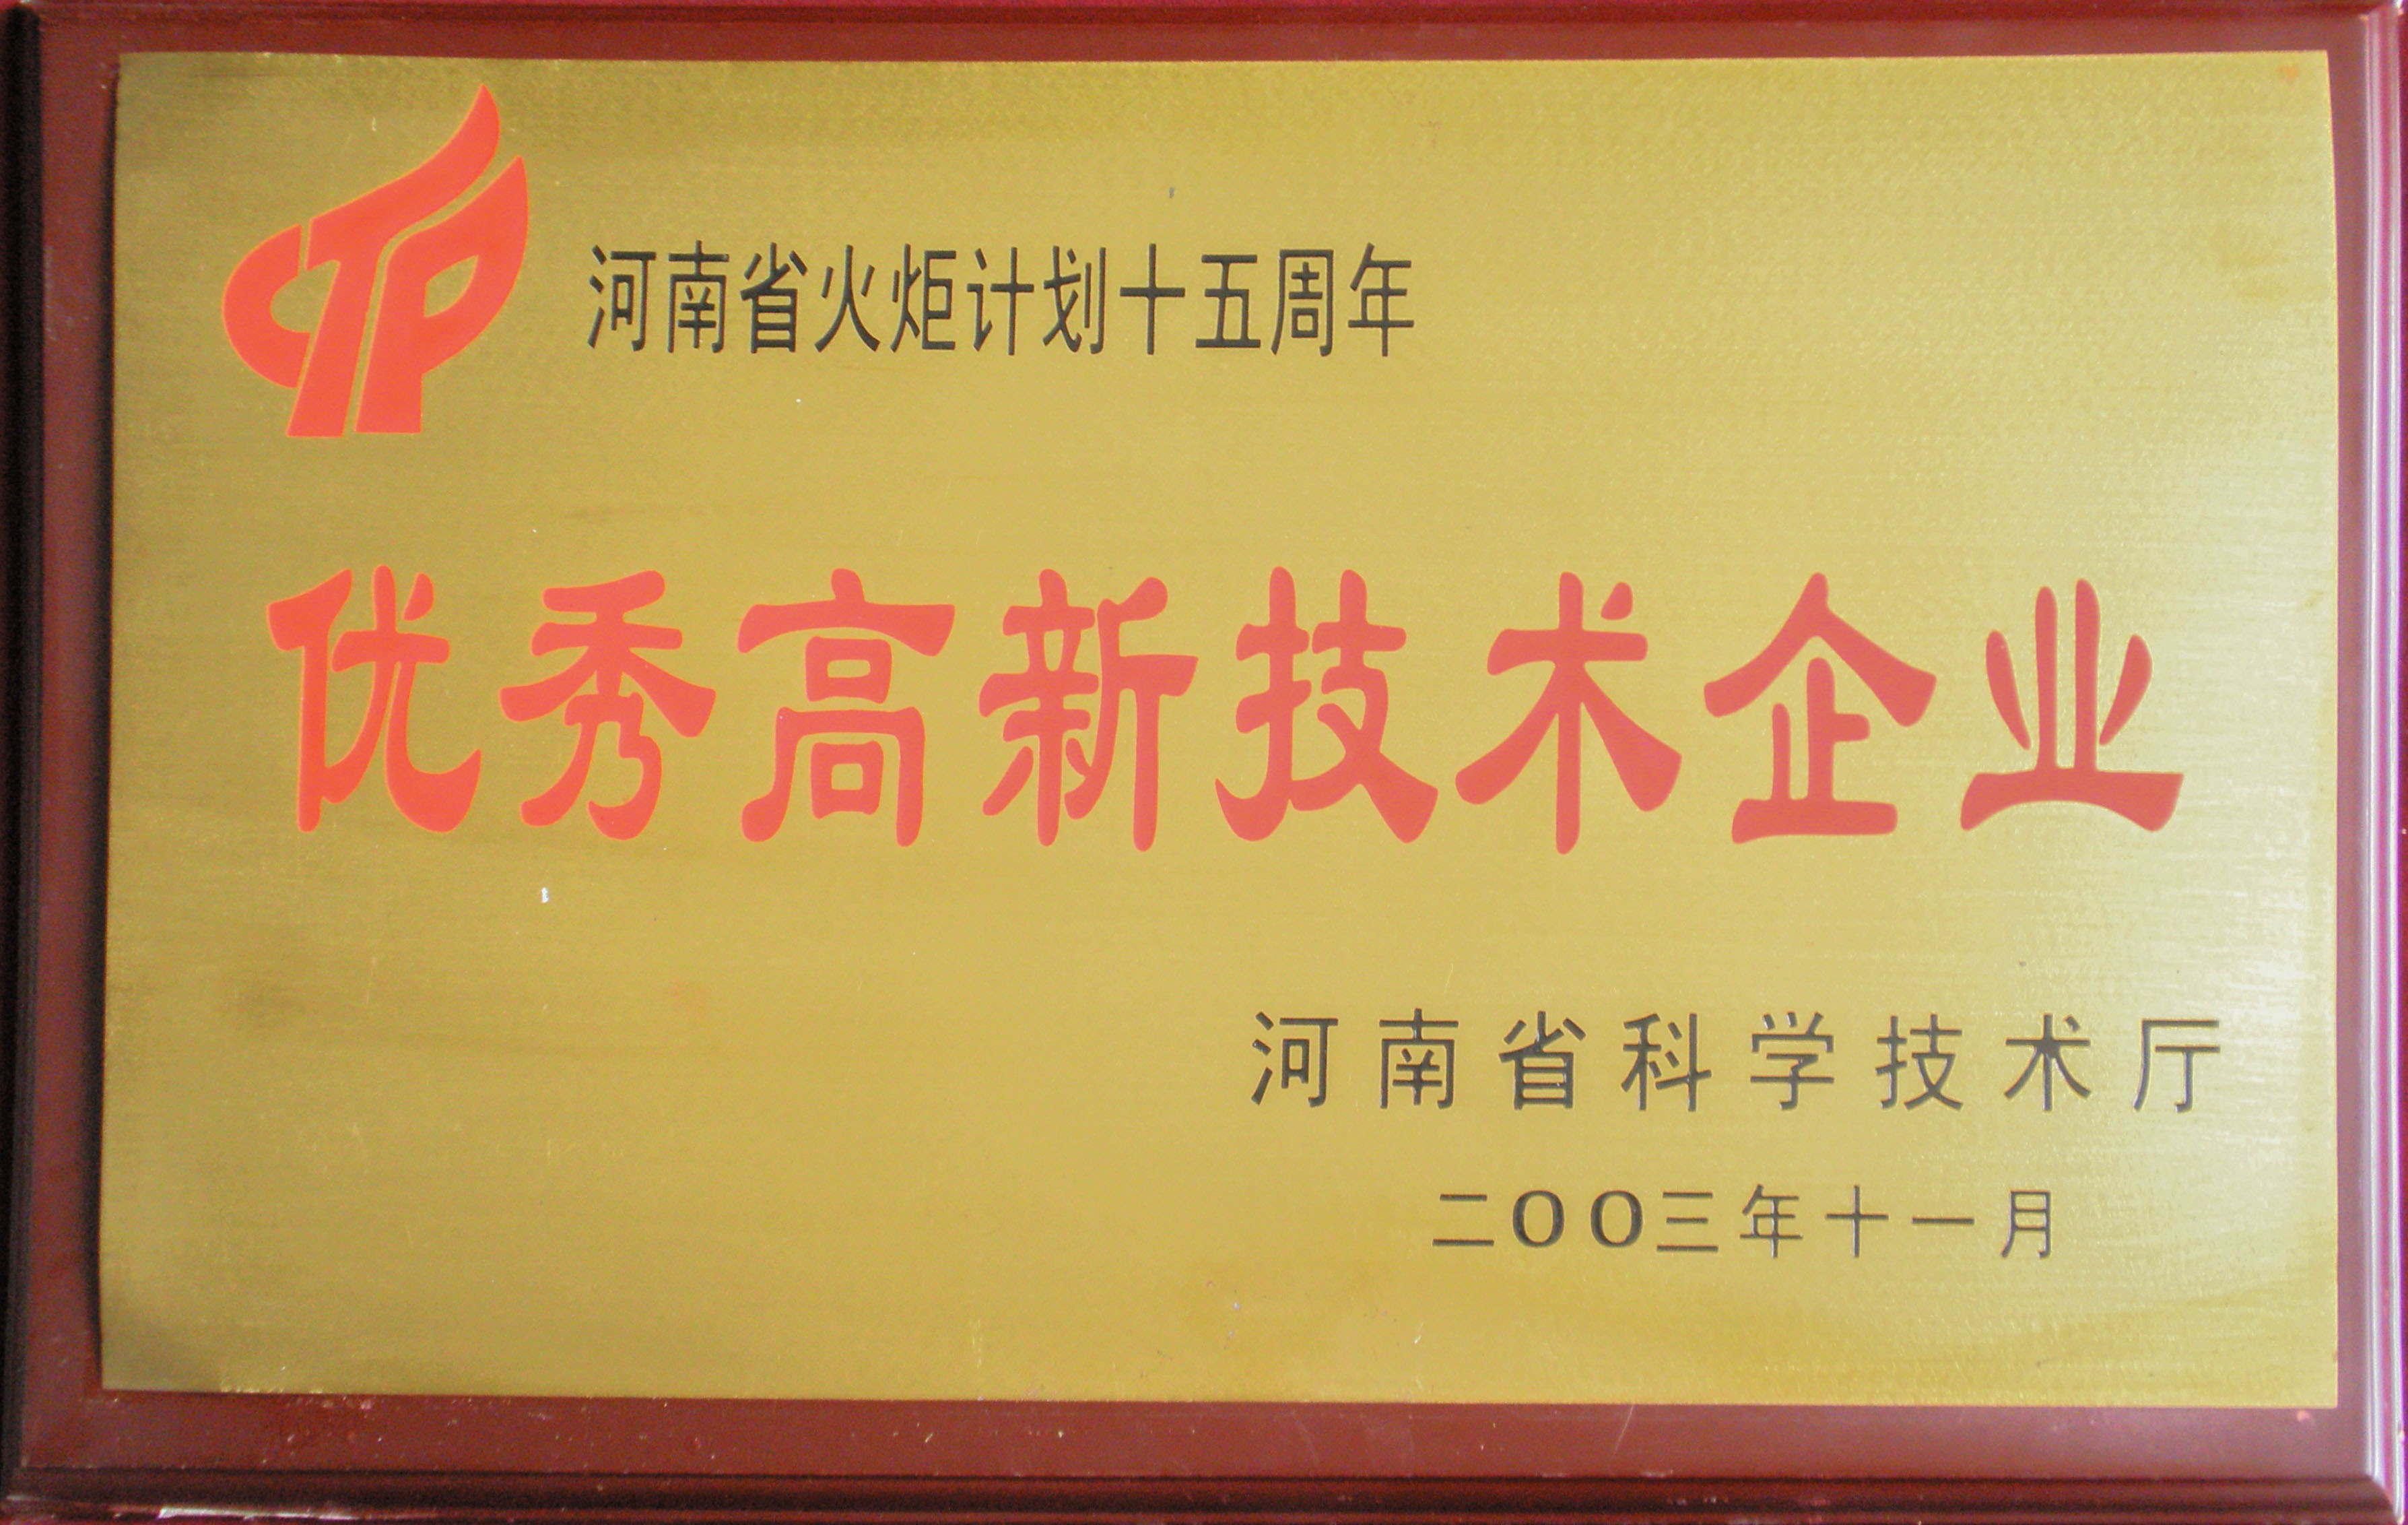 河南省火炬计划十五周年
优秀高新技术企业
河南省科学技术厅
二OO三年十一月